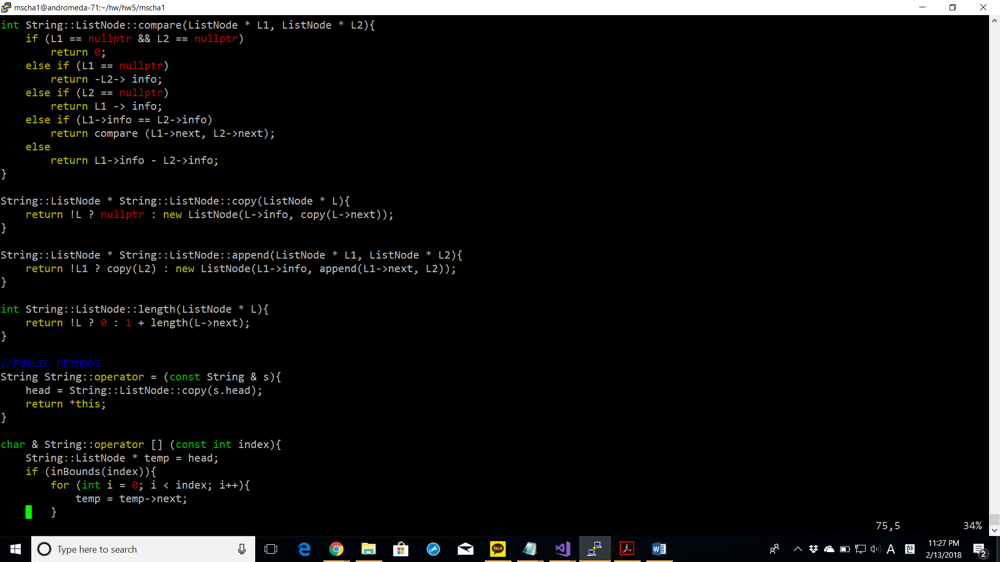 mscha1@andromeda-71:~/hw/hw5/mscha1
int String::ListNode::compare(ListNode * L1, ListNode * L2){
    if (L1 == nullptr && L2 == nullptr)
        return 0;
    else if (L1 == nullptr)
        return -L2-> info;
    else if (L2 == nullptr)
        return L1 -> info;
    else if (L1->info == L2->info)
        return compare (L1->next, L2->next);
    else
        return L1->info - L2->info;
}
String::ListNode * String::ListNode::copy(ListNode * L){
    return !L ? nullptr : new ListNode(L->info, copy(L->next));
}
String::ListNode * String::ListNode::append(ListNode * L1, ListNode * L2){
    return !L1 ? copy(L2) : new ListNode(L1->info, append(L1->next, L2));
}
int String::ListNode::length(ListNode * L){
    return !L ? 0 : 1 + length(L->next);
}
//PUBLIC METHODS
String String::operator = (const String & s){
    head = String::ListNode::copy(s.head);
    return *this;
}
char & String::operator [] (const int index){
    String::ListNode * temp = head;
    if (inBounds(index)){
        for (int i = 0; i < index; i++){
            temp = temp->next;
        }
75,5 34%
Type here to search
TALK
A 한
11:27 PM
2/13/2018
2